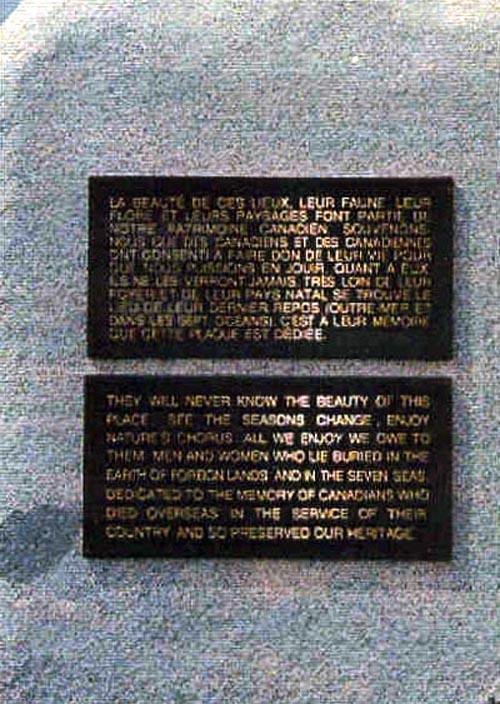 LA BEAUTÉ DE CES LIEUX, LEUR FAUNE, LEUR
FLORE ET LEURS PAYSAGES FONT PARTIE DE
NOTRE PATRIMOINE CANADIEN. SOUVENONS-
NOUS QUE DES CANADIENS ET DES CANADIENNES
ONT CONSENTI À FAIRE DON DE LEUR VIE POUR
QUE NOUS PUISSIONS EN JOUIR. QUANT À EUX,
ILS NE LES VERRONT JAMAIS. TRÈS LOIN DE LEUR
FOYER ET DE LEUR PAYS NATAL SE TROUVE LE
LEUR DERNIER REPOS (OUTRE-MER ET
DANS LES SEPT OCÉANS). C'EST À LEUR MÉMOIRE
QUE CETTE PLAQUE EST DÉDIÉE.
THEY WILL NEVER KNOW THE BEAUTY OF THIS
PLACE, SEE THE SEASONS CHANGE, ENJOY
NATURE'S CHORUS. ALL WE ENJOY WE OWE TO
THEM, MEN AND WOMEN WHO LIE BURIED IN THE
EARTH OF FOREIGN LANDS AND IN THE SEVEN SEAS.
DEDICATED TO THE MEMORY OF CANADIANS WHO
DIED OVERSEAS IN THE SERVICE OF THEIR
COUNTRY AND SO PRESERVED OUR HERITAGE.